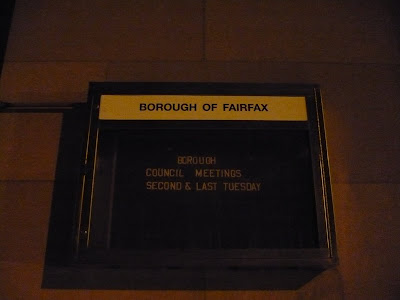 BOROUGH OF FAIRFAX
BOROUGH
COUNCIL MEETINGS
SECOND & LAST TUESDAY